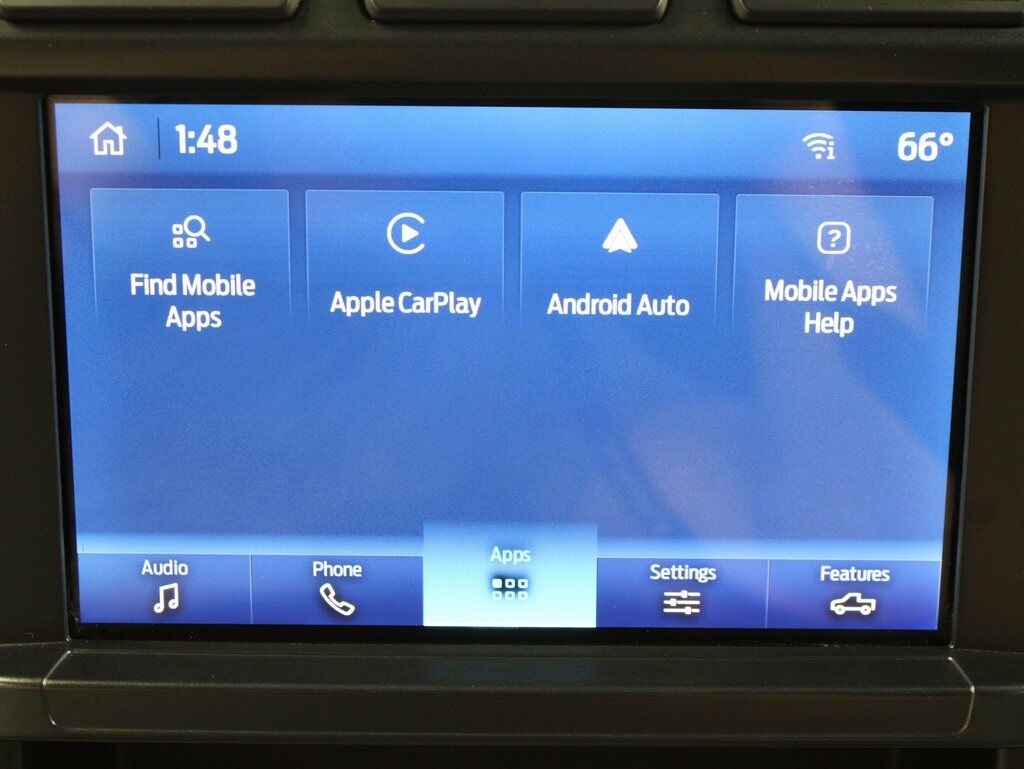 1:48
66°
Find Mobile
Apps
Apple CarPlay
Android Auto
Mobile Apps
Help
Audio
Phone
Apps
Settings
Features